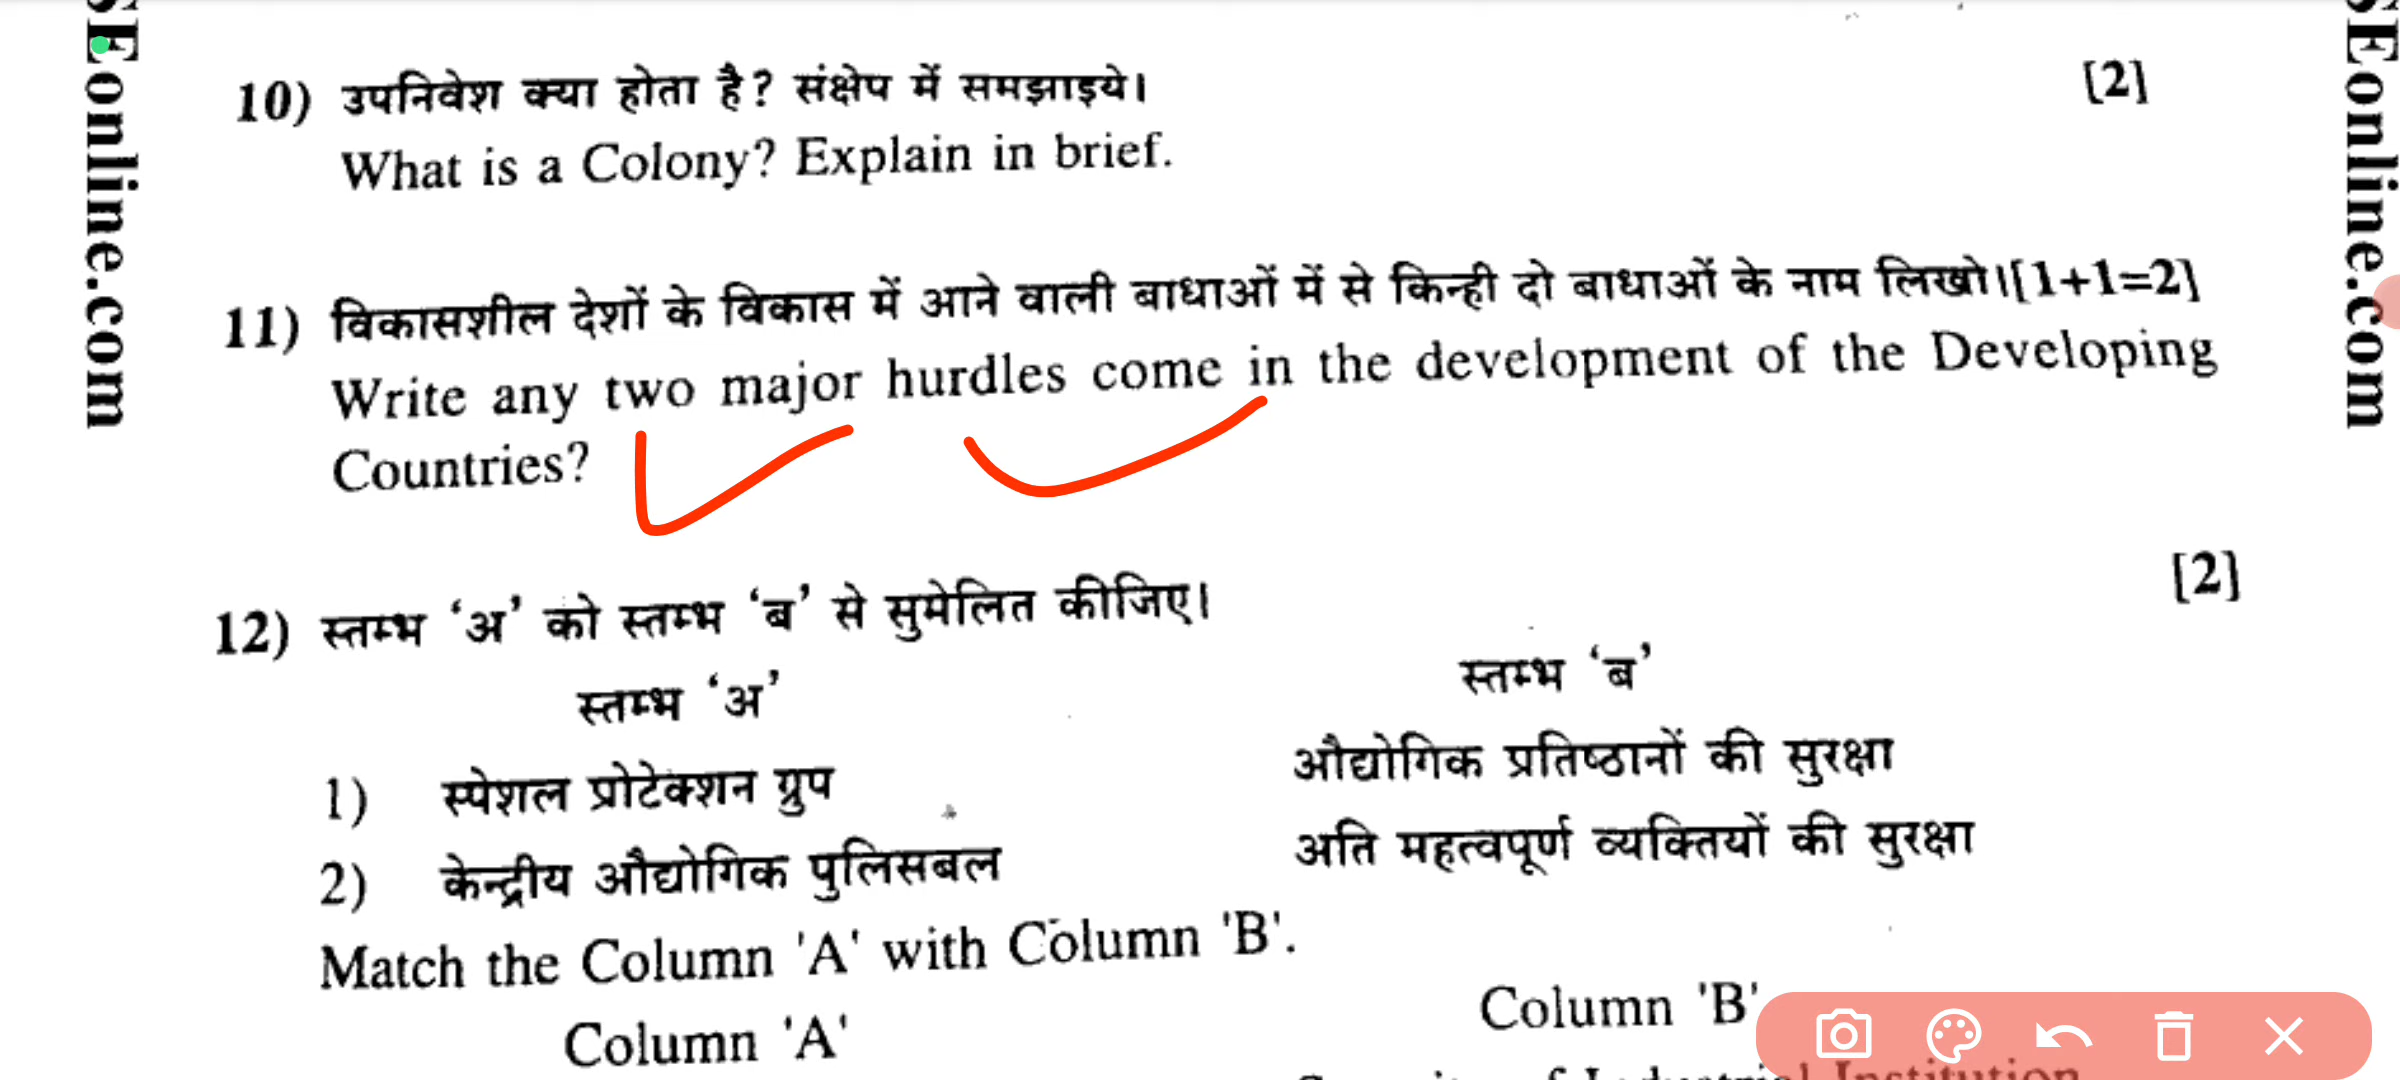 SEonline.com
SEonline.com
10) उपनिवेश क्या होता है? संक्षेप में समझाइये। [2]
What is a Colony? Explain in brief.
11) विकासशील देशों के विकास में आने वाली बाधाओं में से किन्ही दो बाधाओं के नाम लिखो।[1+1=2]
Write any two major hurdles come in the development of the Developing
Countries?
12) स्तम्भ ‘अ’ को स्तम्भ ‘ब’ से सुमेलित कीजिए। [2]
स्तम्भ ‘अ’ स्तम्भ ‘ब’
1) स्पेशल प्रोटेक्शन ग्रुप औद्योगिक प्रतिष्ठानों की सुरक्षा
2) केन्द्रीय औद्योगिक पुलिसबल अति महत्वपूर्ण व्यक्तियों की सुरक्षा
Match the Column 'A' with Column 'B'.
Column 'A' Column 'B'